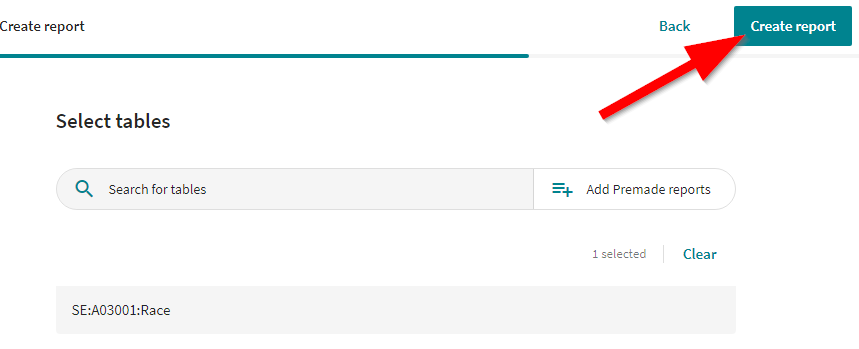 Create report
Back
Create report
Select tables
Search for tables
Add Premade reports
1 selected
Clear
SE:A03001:Race